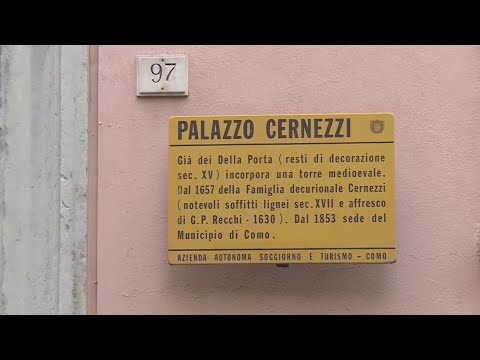 97
PALAZZO CERNEZZI
Già dei Della Porta (resti di decorazione
sec. XV) incorpora una torre medioevale.
Dal 1657 della Famiglia decurionale Cernezzi
(notevoli soffitti lignei sec.XVII e affresco
di G.P. Recchi - 1630). Dal 1853 sede del
Municipio di Como.
AZIENDA AUTONOMA SOGGIORNO E TURISMO - COMO